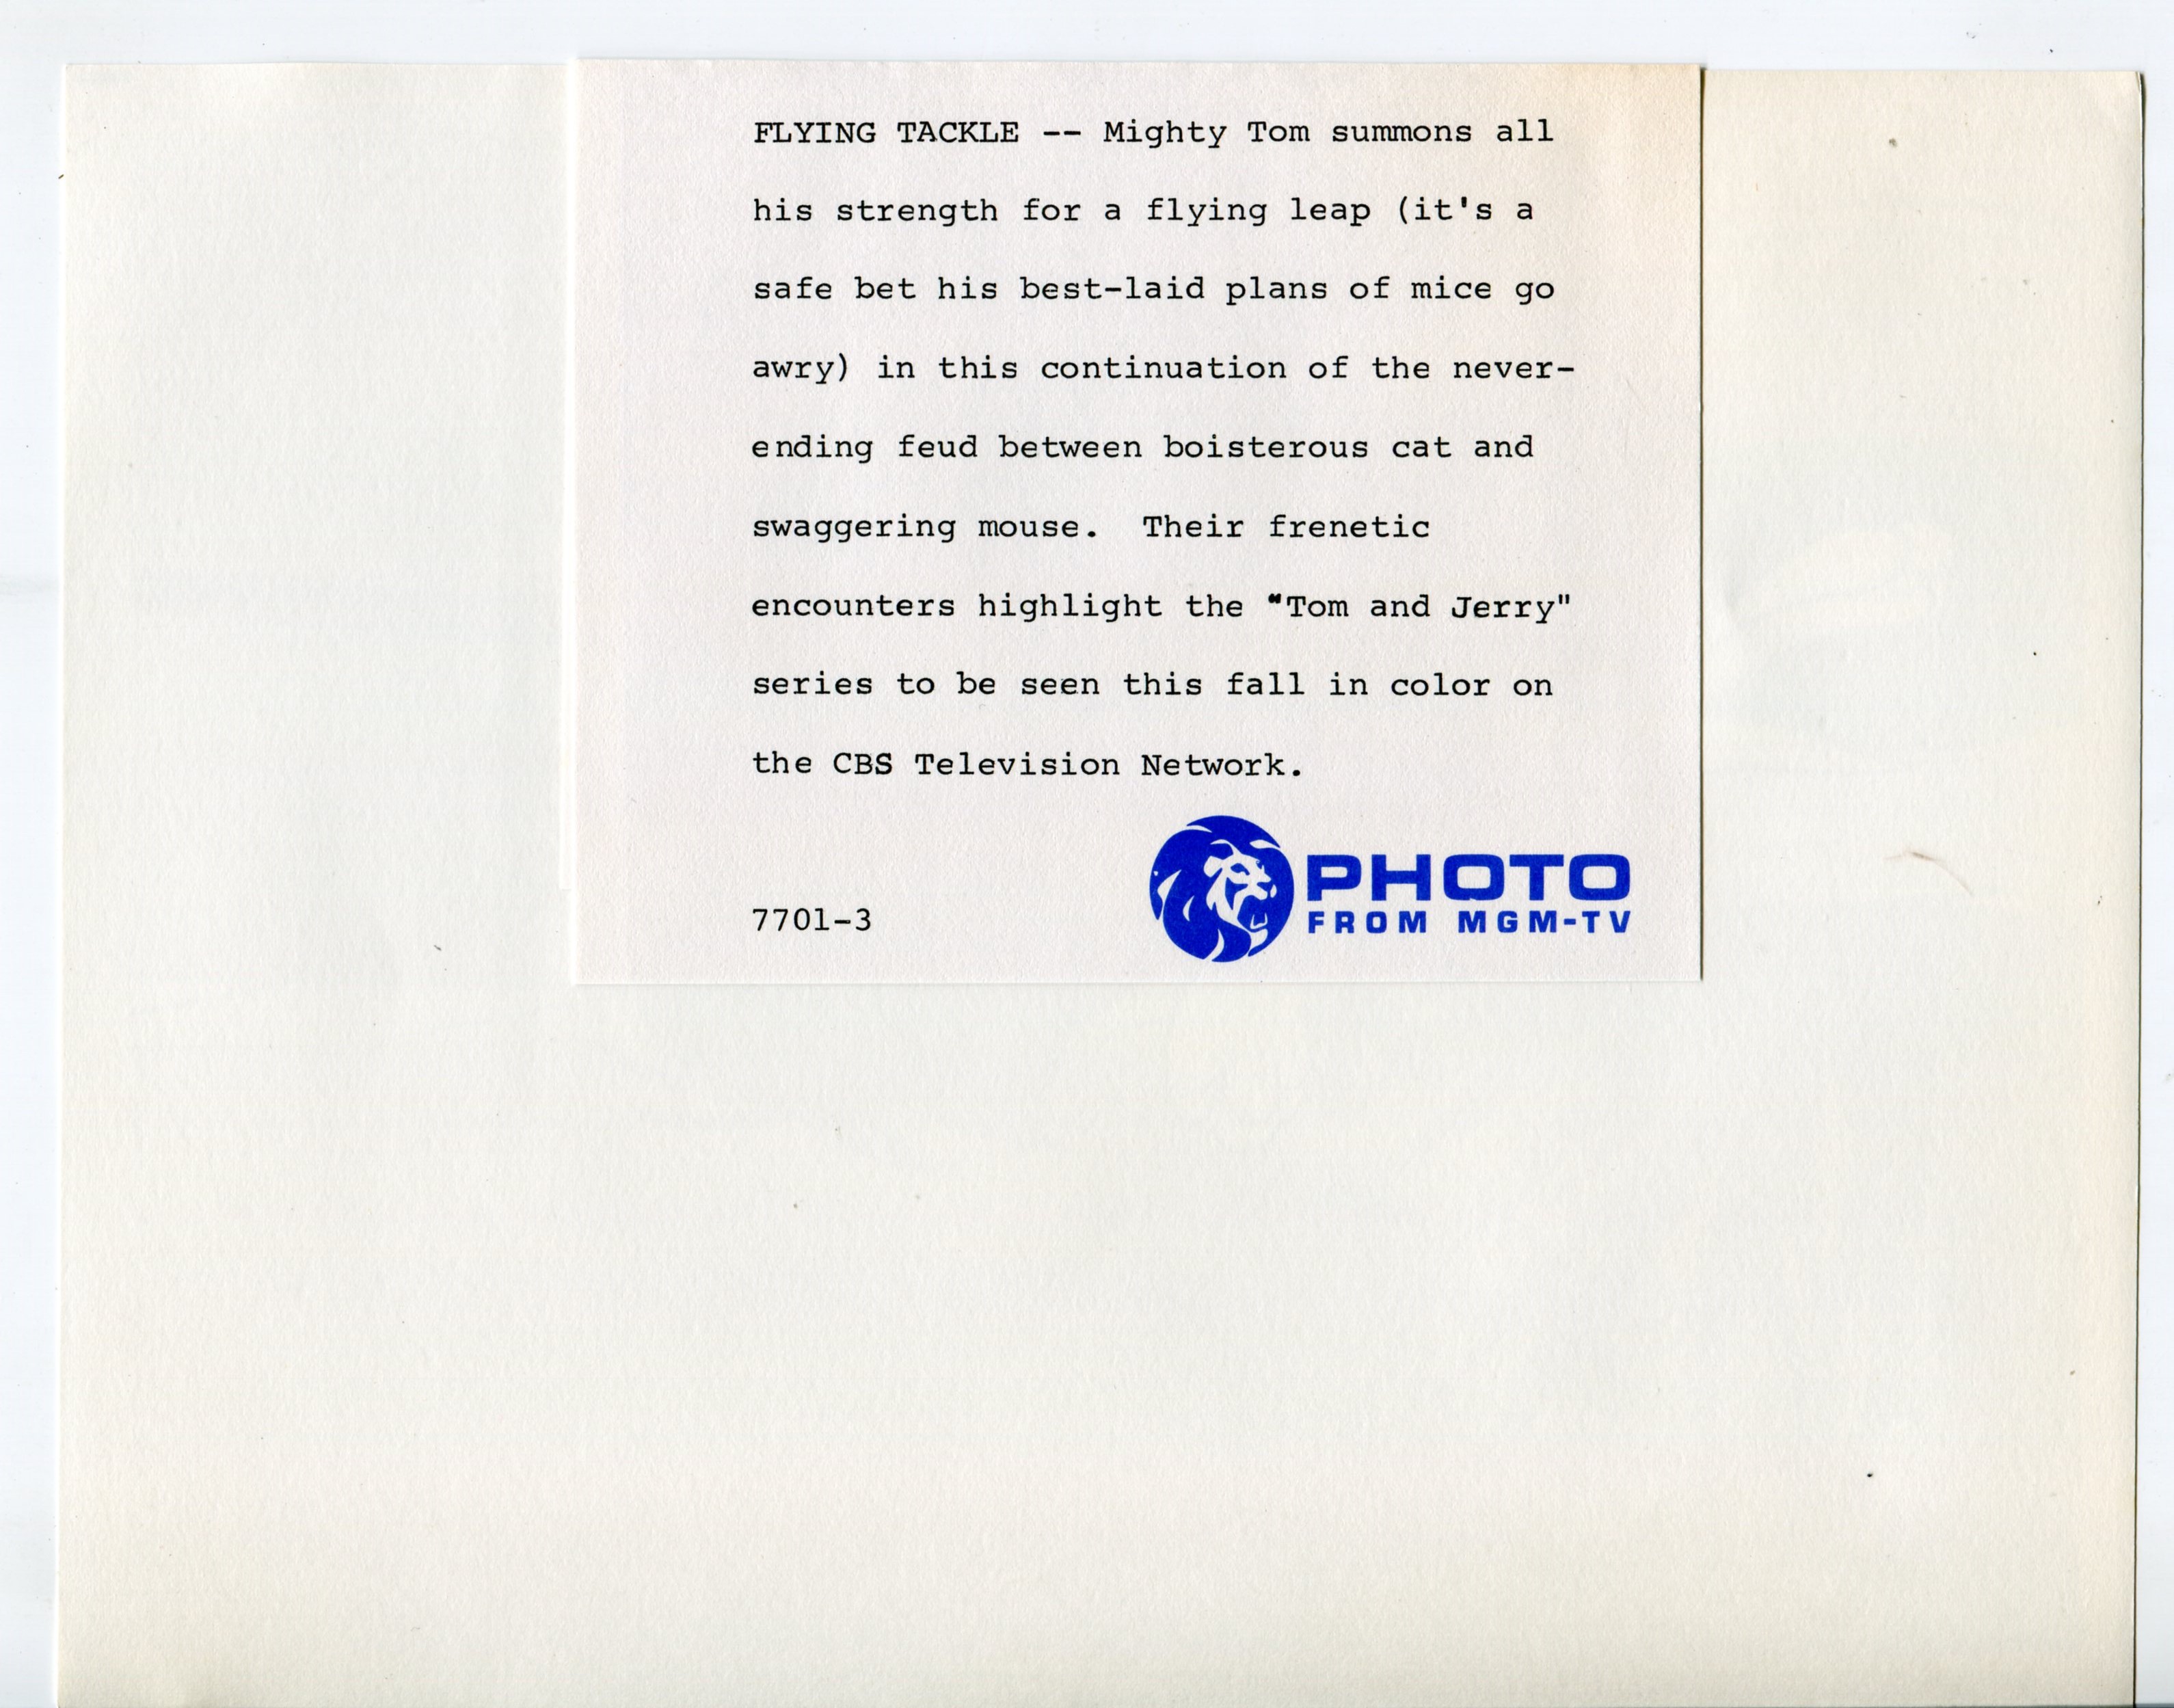 FLYING TACKLE -- Mighty Tom summons all
his strength for a flying leap (it's a
safe bet his best-laid plans of mice go
awry) in this continuation of the never-
ending feud between boisterous cat and
swaggering mouse.  Their frenetic
encounters highlight the "Tom and Jerry"
series to be seen this fall in color on
the CBS Television Network.
7701-3
PHOTO
FROM MGM-TV